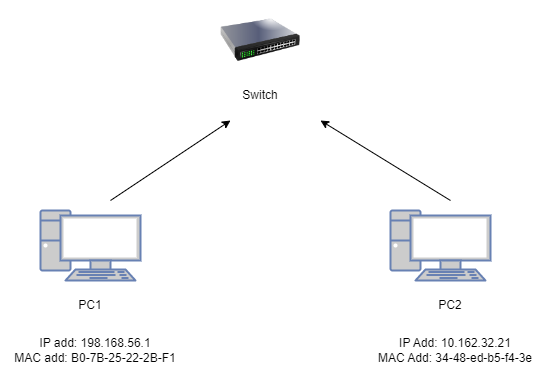 Switch
PC1
PC2
IP add: 198.168.56.1
MAC add: B0-7B-25-22-2B-F1
IP Add: 10.162.32.21
MAC Add: 34-48-ed-b5-f4-3e